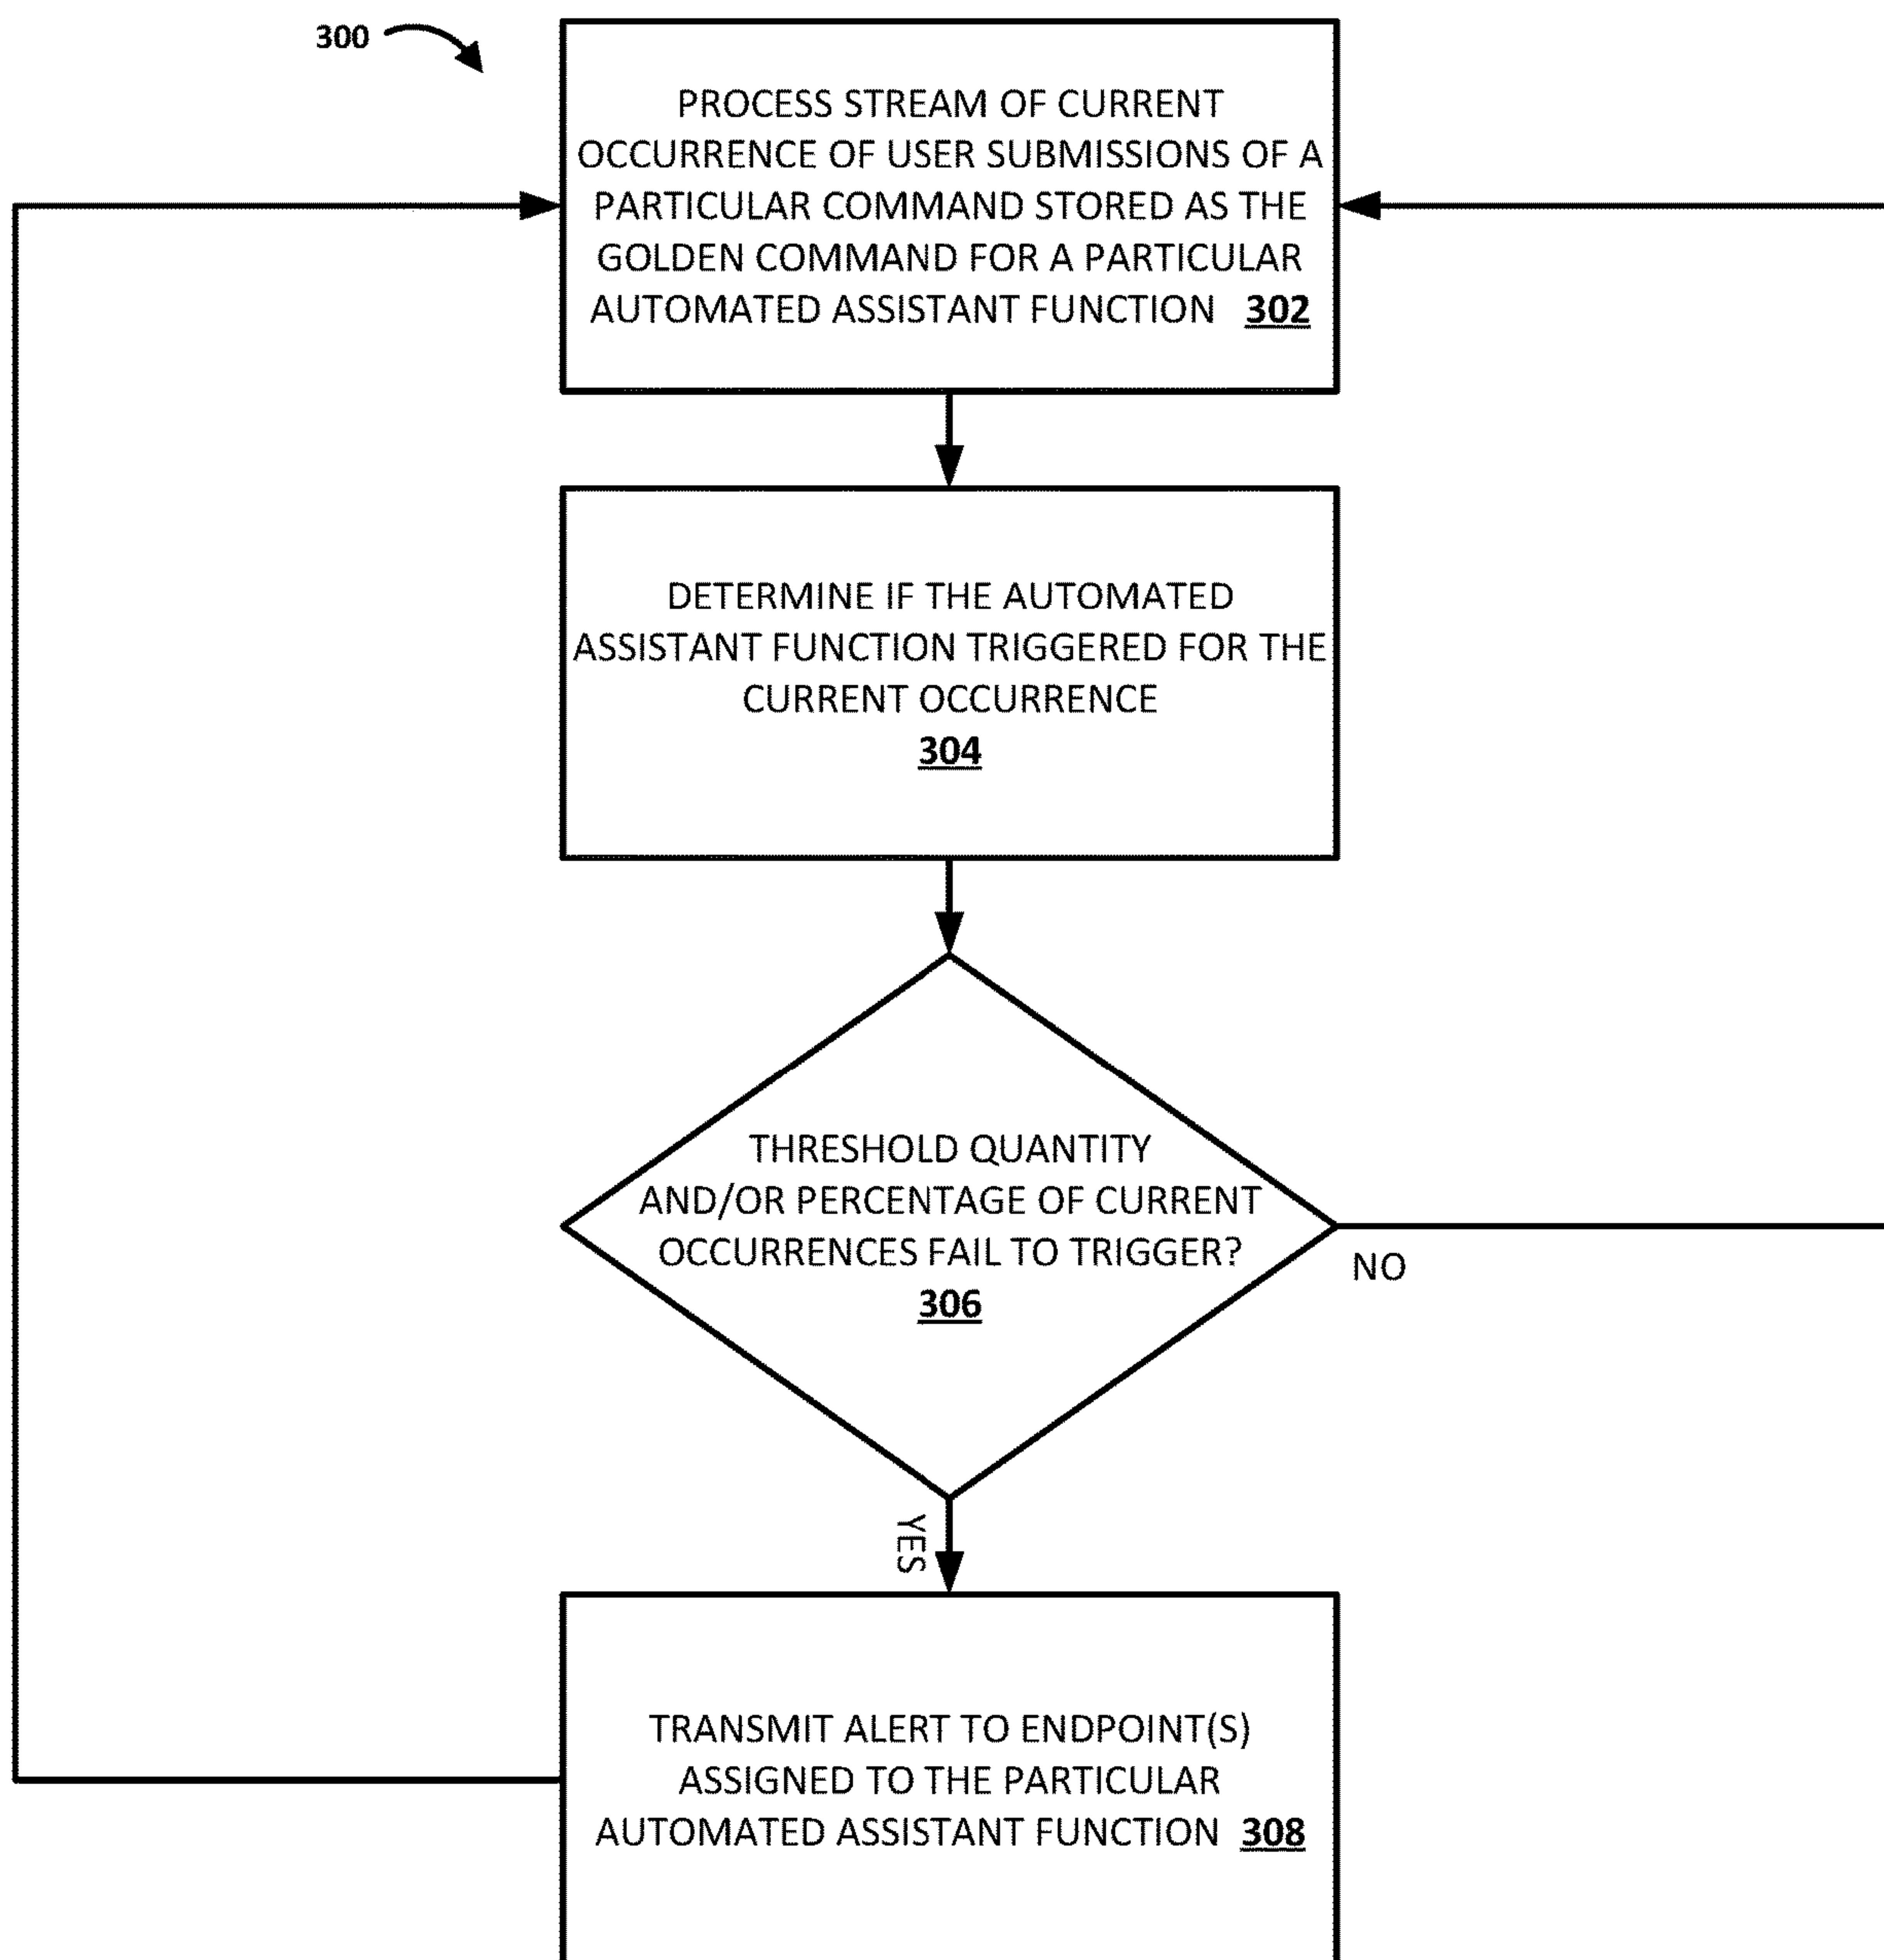 300
PROCESS STREAM OF CURRENT
OCCURRENCE OF USER SUBMISSIONS OF A
PARTICULAR COMMAND STORED AS THE
GOLDEN COMMAND FOR A PARTICULAR
AUTOMATED ASSISTANT FUNCTION 302
DETERMINE IF THE AUTOMATED
ASSISTANT FUNCTION TRIGGERED FOR THE
CURRENT OCCURRENCE
304
THRESHOLD QUANTITY
AND/OR PERCENTAGE OF CURRENT
OCCURRENCES FAIL TO TRIGGER?
306
NO
YES
TRANSMIT ALERT TO ENDPOINT(S)
ASSIGNED TO THE PARTICULAR
AUTOMATED ASSISTANT FUNCTION 308